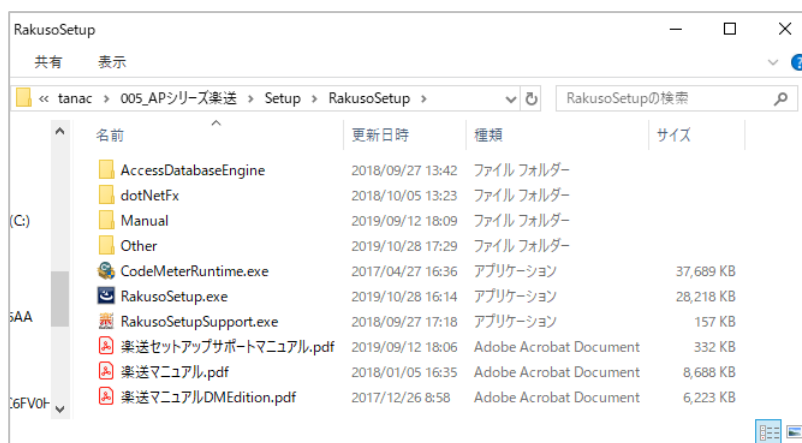 RakusoSetup
共有 表示
« tanac > 005_APシリーズ楽送 > Setup > RakusoSetup > RakusoSetupの検索
名前 更新日時 種類 サイズ
AccessDatabaseEngine 2018/09/27 13:42 ファイル フォルダー
dotNetFx 2018/10/05 13:23 ファイル フォルダー
(C:) Manual 2019/09/12 18:09 ファイル フォルダー
Other 2019/10/28 17:29 ファイル フォルダー
CodeMeterRuntime.exe 2017/04/27 16:36 アプリケーション 37,689 KB
RakusoSetup.exe 2019/10/28 16:14 アプリケーション 28,218 KB
RakusoSetupSupport.exe 2018/09/27 17:18 アプリケーション 157 KB
楽送セットアップサポートマニュアル.pdf 2019/09/12 18:06 Adobe Acrobat Document 332 KB
楽送マニュアル.pdf 2018/01/05 16:35 Adobe Acrobat Document 8,688 KB
楽送マニュアルDMEdition.pdf 2017/12/26 8:58 Adobe Acrobat Document 6,223 KB